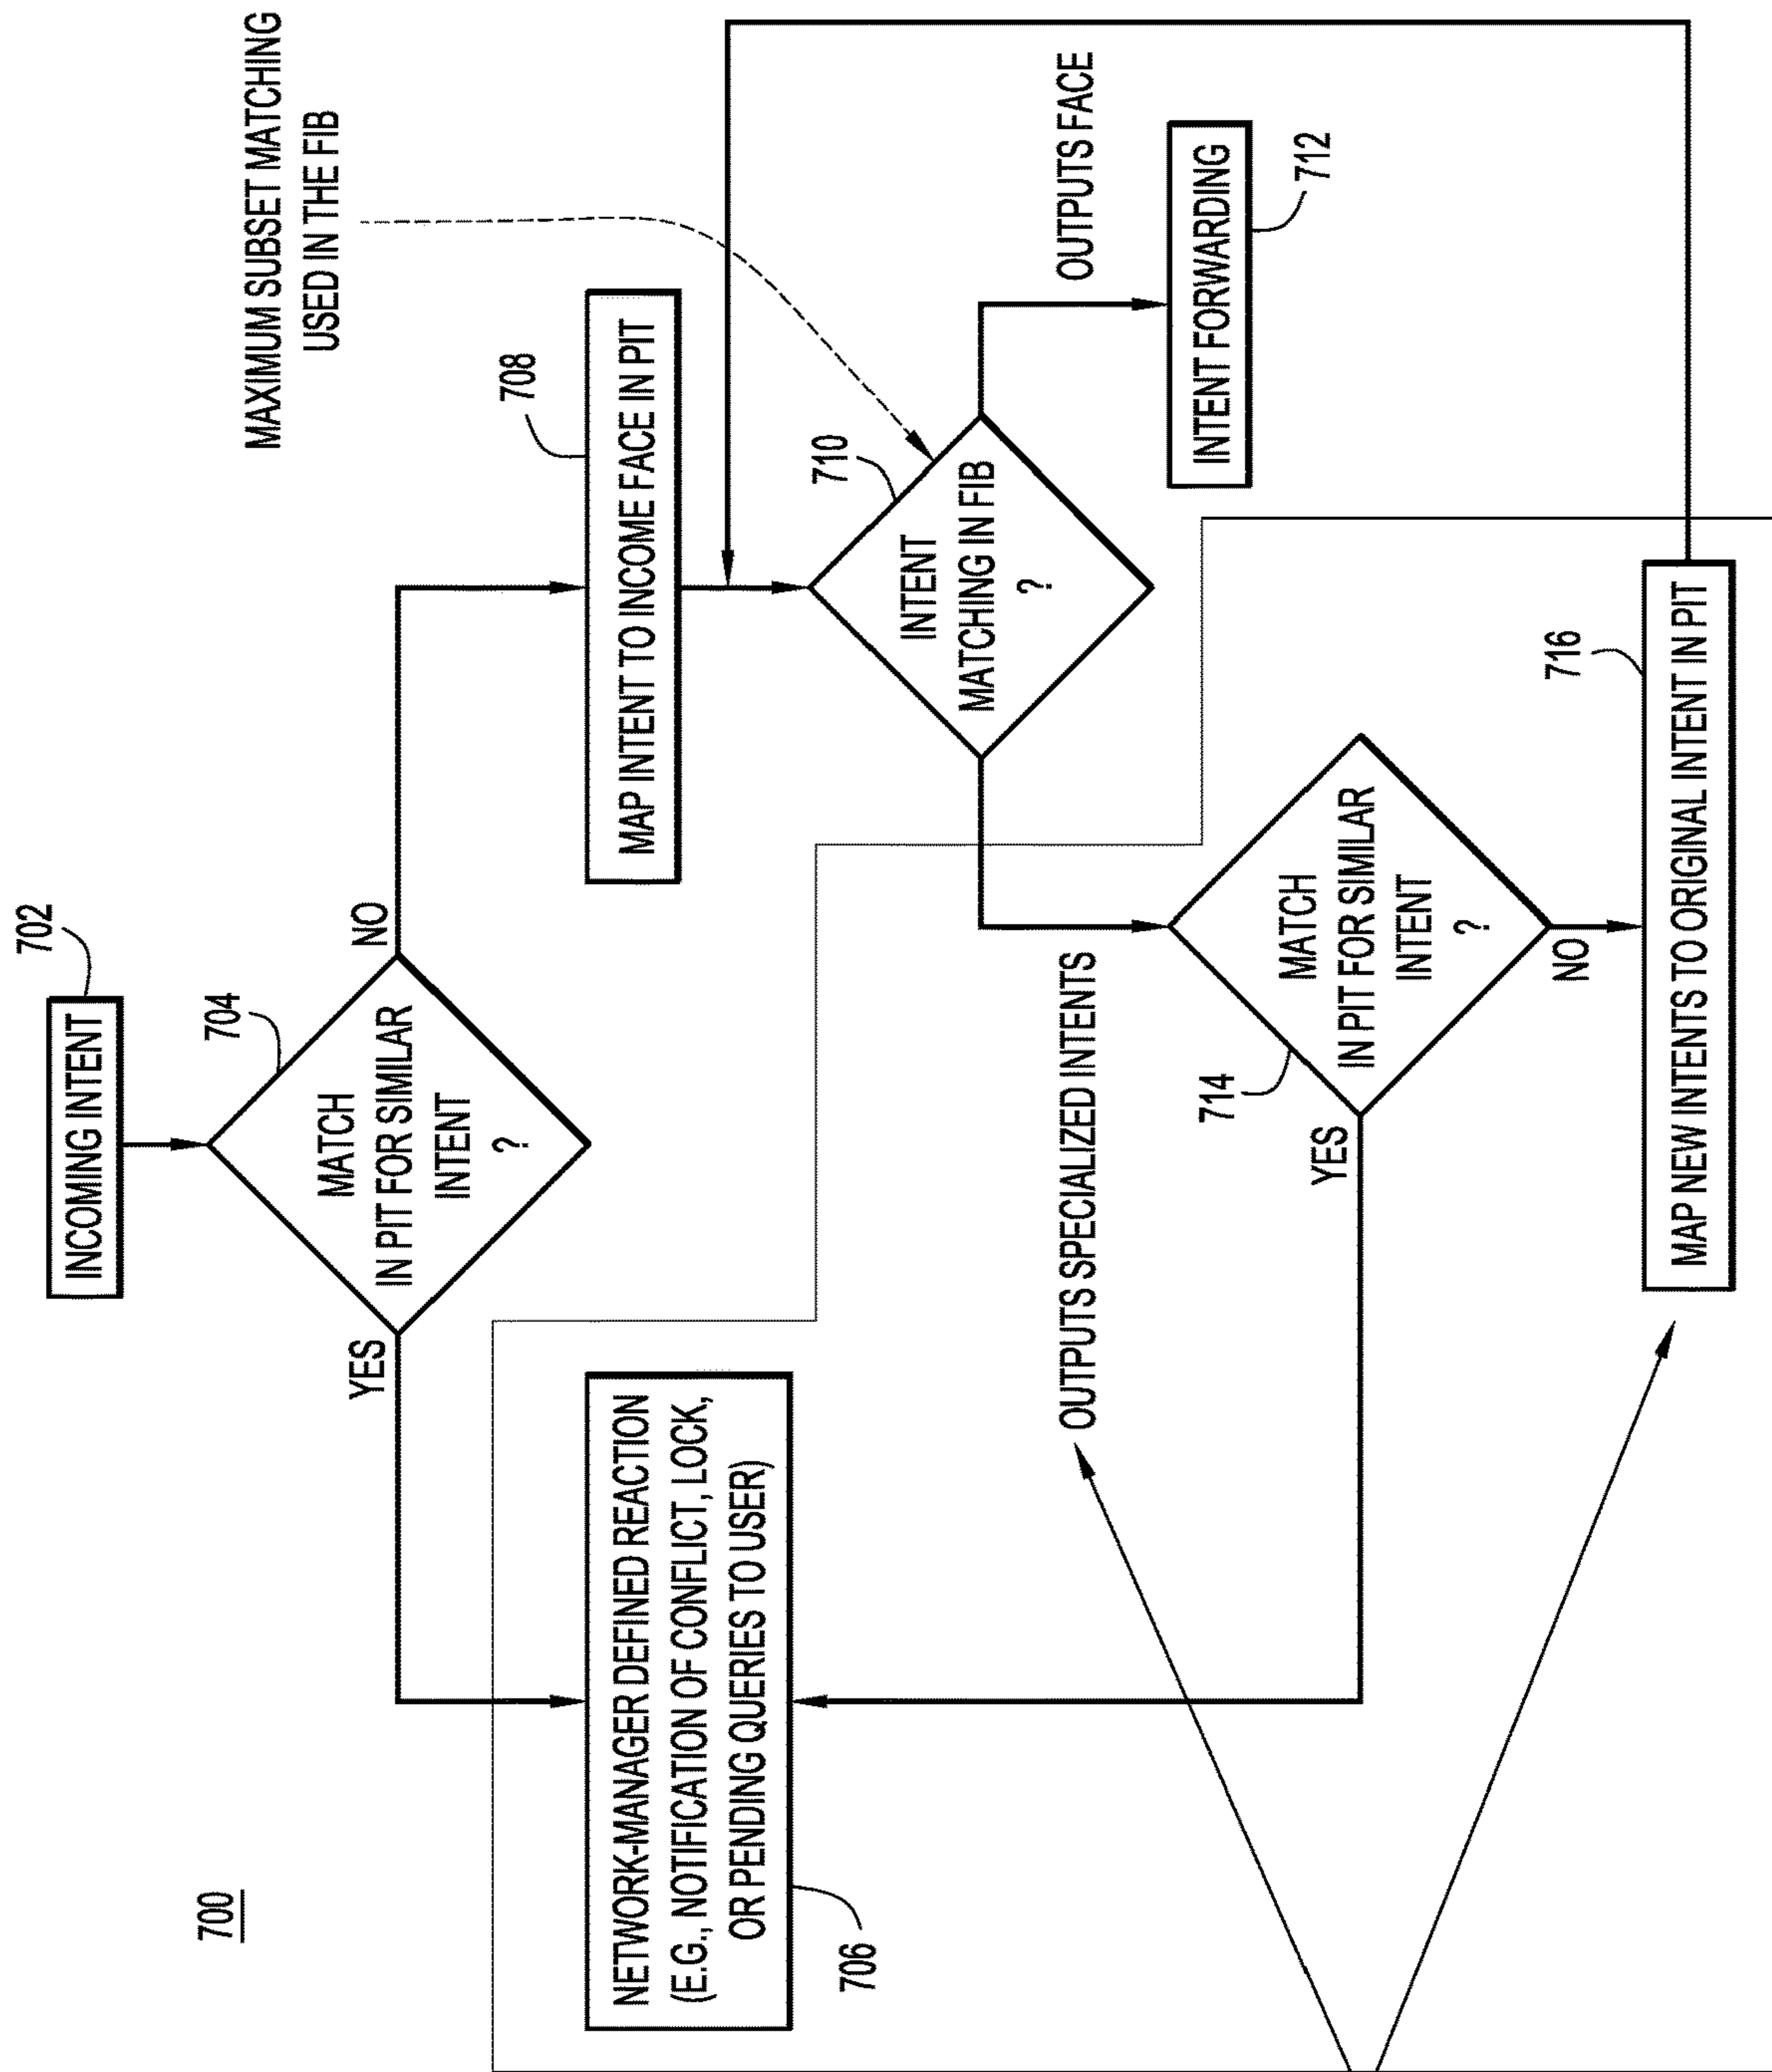 700
702
INCOMING INTENT
704
MATCH
IN PIT FOR SIMILAR
INTENT
?
YES
NO
NETWORK-MANAGER DEFINED REACTION
(E.G., NOTIFICATION OF CONFLICT, LOCK,
OR PENDING QUERIES TO USER)
706
708
MAP INTENT TO INCOME FACE IN PIT
MAXIMUM SUBSET MATCHING
USED IN THE FIB
710
INTENT
MATCHING IN FIB
?
OUTPUTS FACE
INTENT FORWARDING
712
OUTPUTS SPECIALIZED INTENTS
714
MATCH
IN PIT FOR SIMILAR
INTENT
?
YES
NO
716
MAP NEW INTENTS TO ORIGINAL INTENT IN PIT